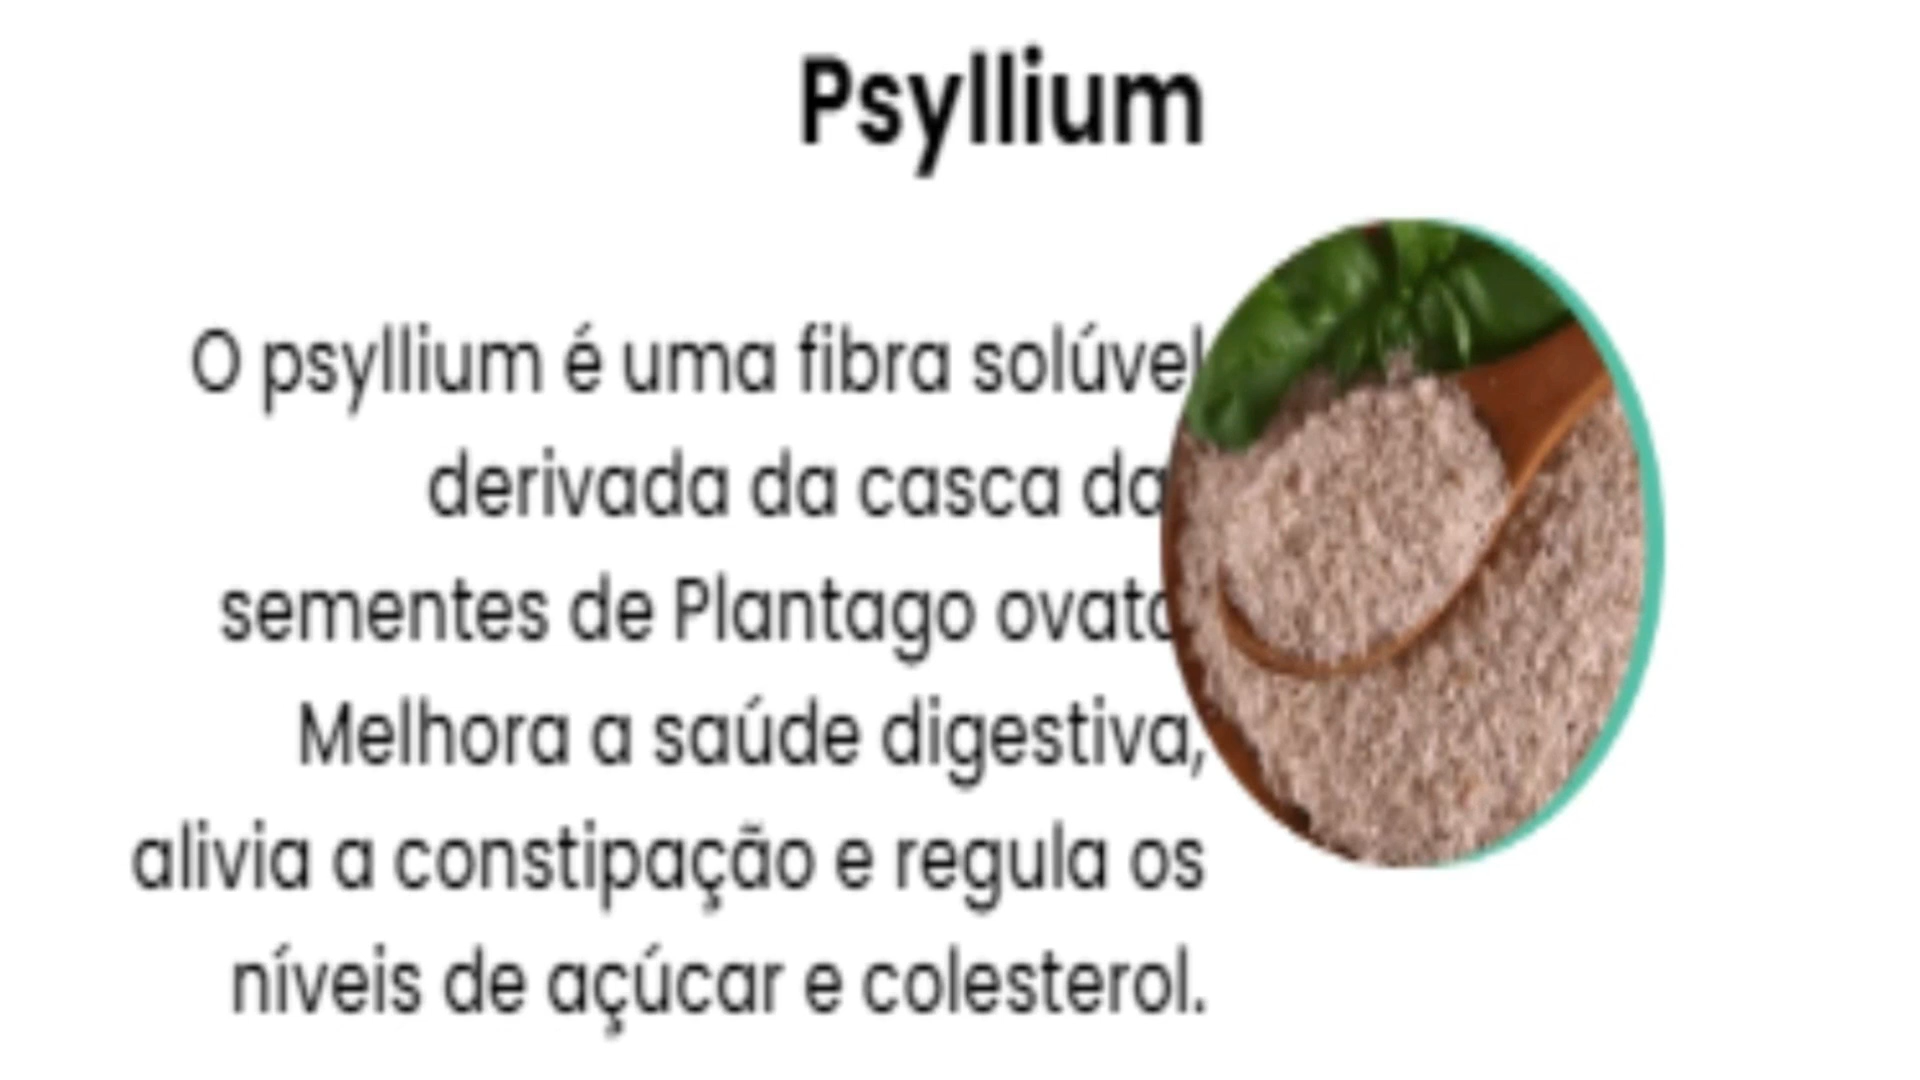 Psyllium
O psyllium é uma fibra solúvel
derivada da casca da
sementes de Plantago ovata
Melhora a saúde digestiva,
alivia a constipação e regula os
níveis de açúcar e colesterol.